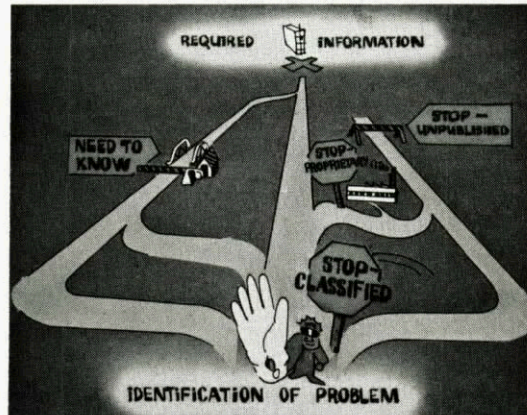 REQUIRED INFORMATION
STOP-
UNPUBLISHED
NEED TO
KNOW
STOP-
PROPRIETARY
STOP-
CLASSIFIED
IDENTIFICATION OF PROBLEM